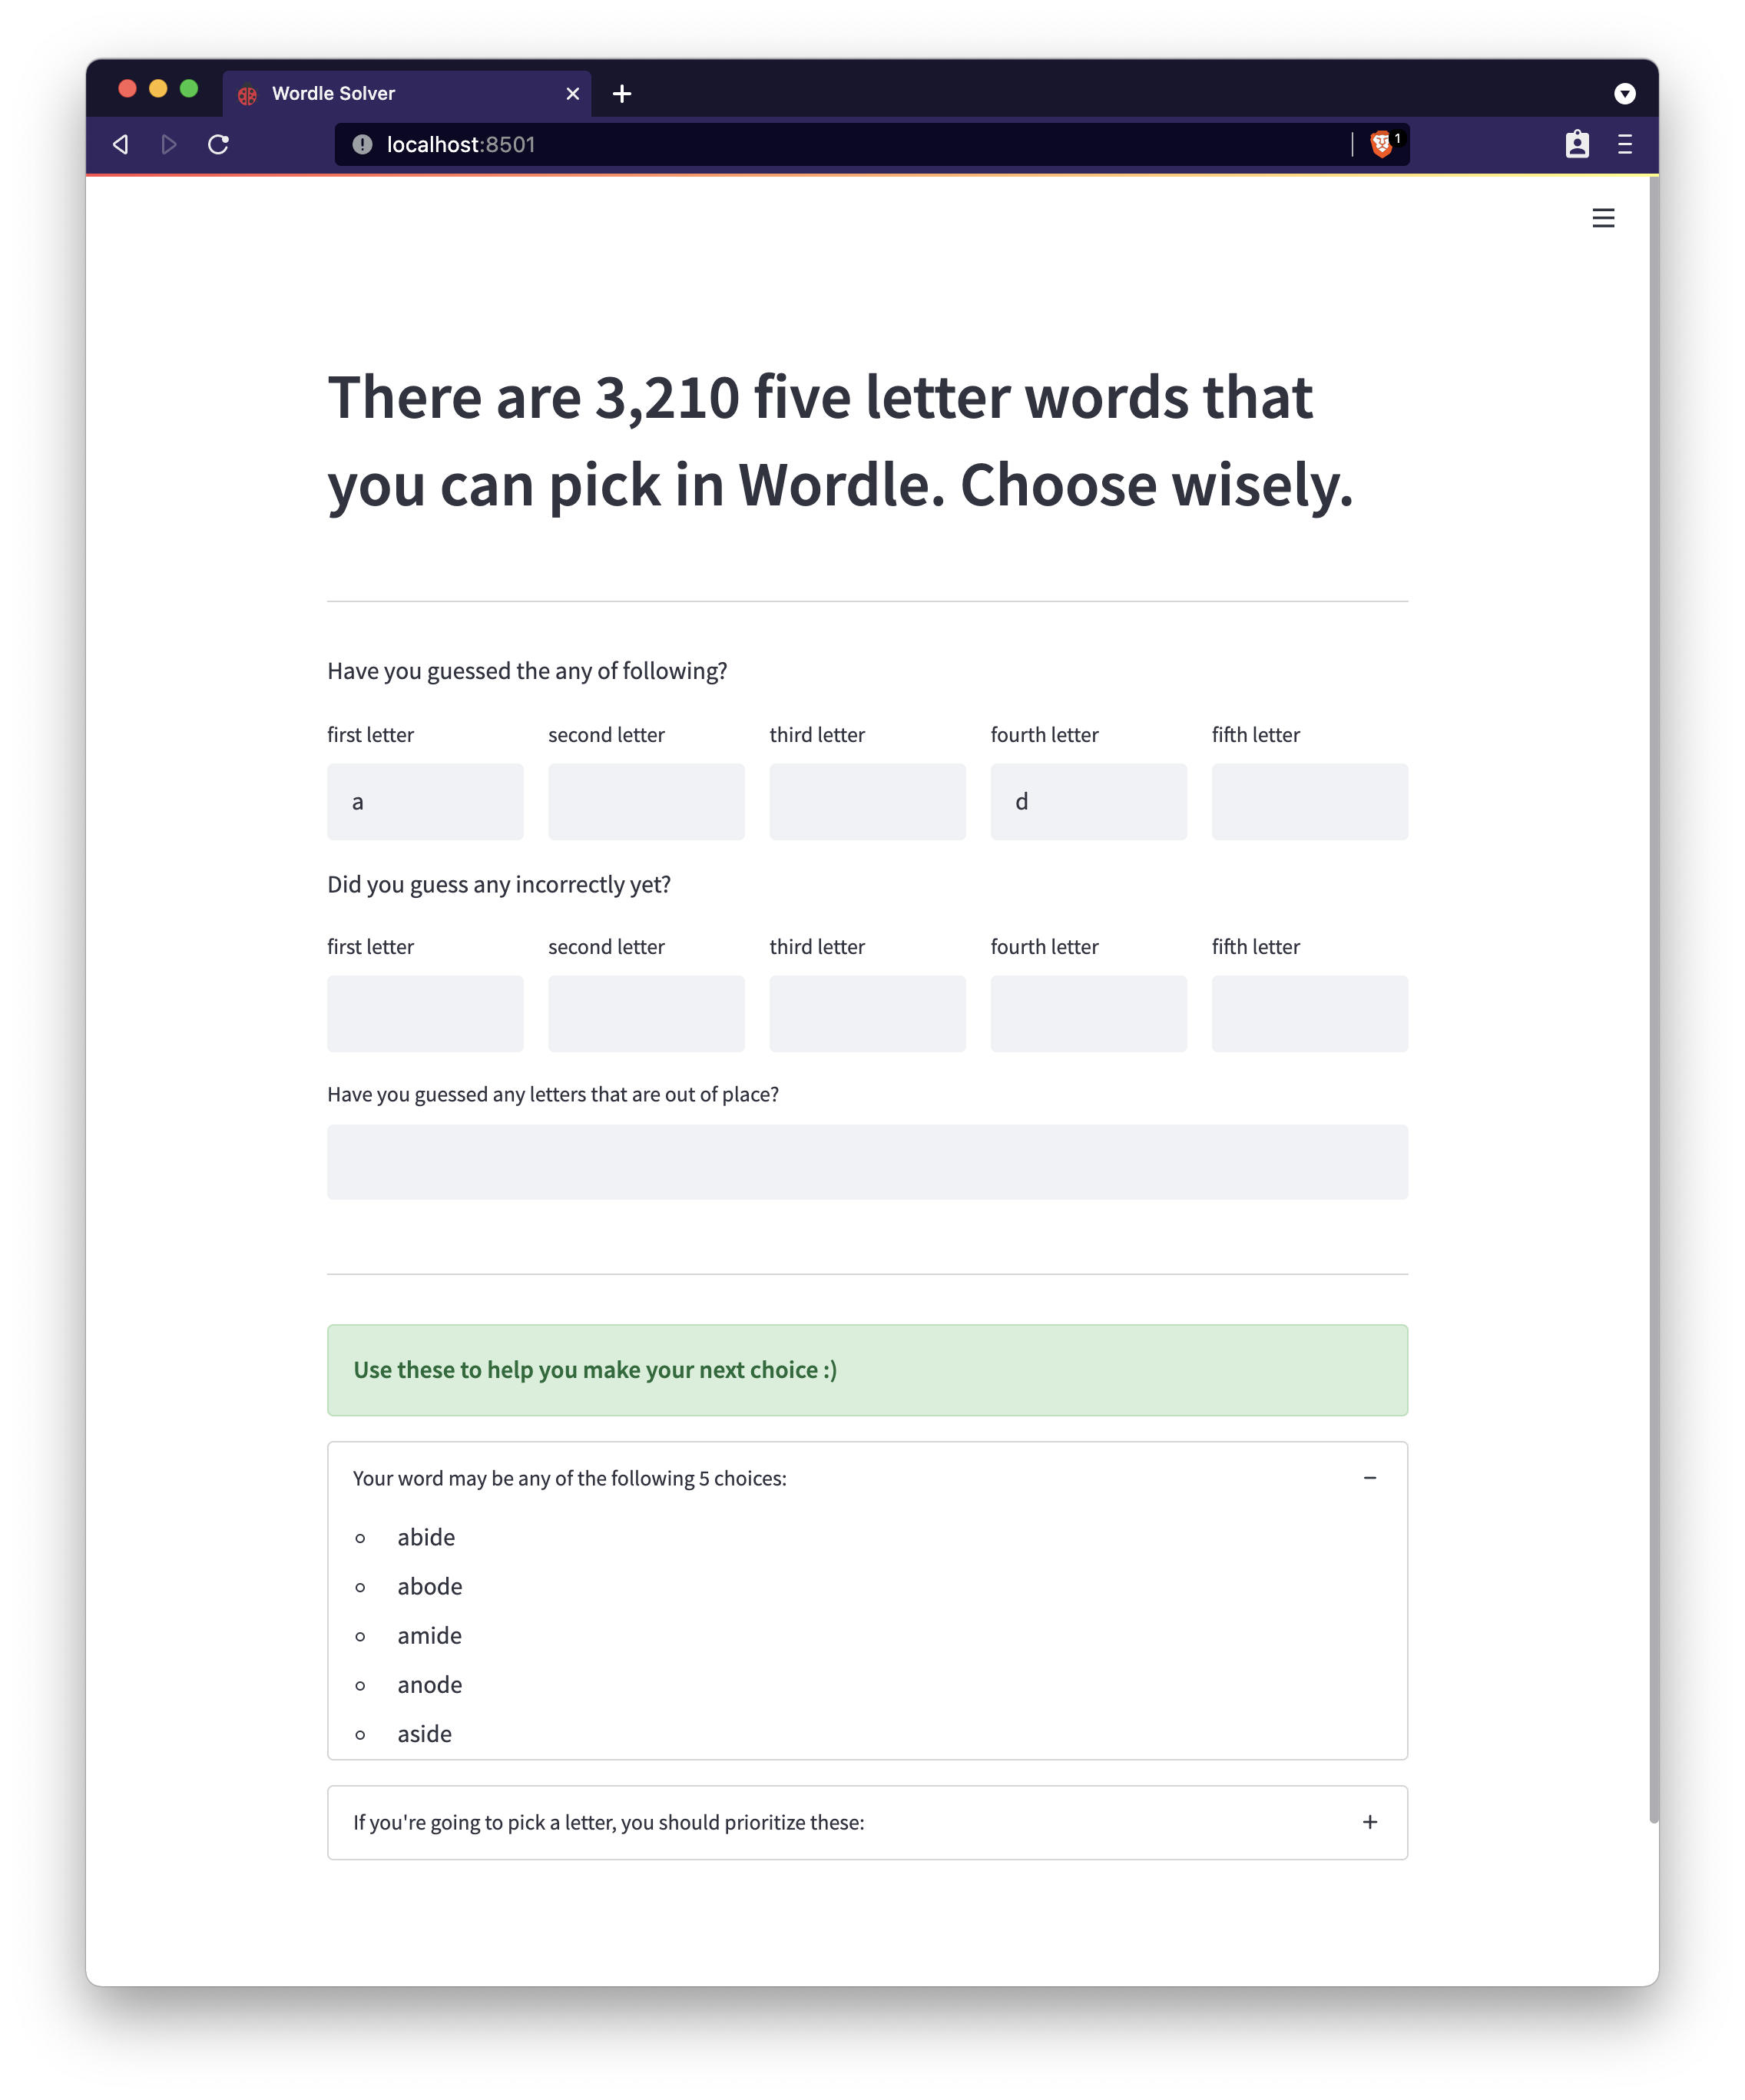 Wordle Solver
localhost:8501
1
There are 3,210 five letter words that
you can pick in Wordle. Choose wisely.
Have you guessed the any of following?
first letter second letter third letter fourth letter fifth letter
a d
Did you guess any incorrectly yet?
first letter second letter third letter fourth letter fifth letter
Have you guessed any letters that are out of place?
Use these to help you make your next choice :)
Your word may be any of the following 5 choices:
abide
abode
amide
anode
aside
If you're going to pick a letter, you should prioritize these: